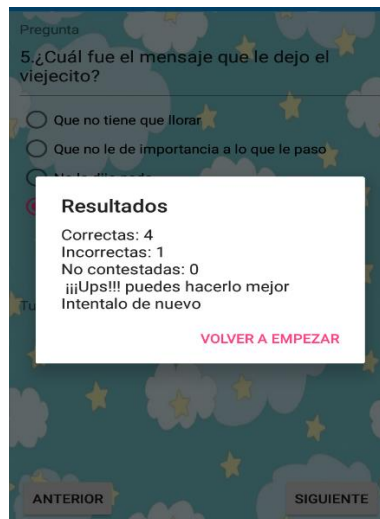 Pregunta
5.¿Cuál fue el mensaje que le dejo el
viejecito?
Que no tiene que llorar
Que no le de importancia a lo que le paso
Resultados
Correctas: 4
Incorrectas: 1
No contestadas: 0
¡¡¡Ups!!! puedes hacerlo mejor
Intentalo de nuevo
VOLVER A EMPEZAR
Tu
ANTERIOR
SIGUIENTE